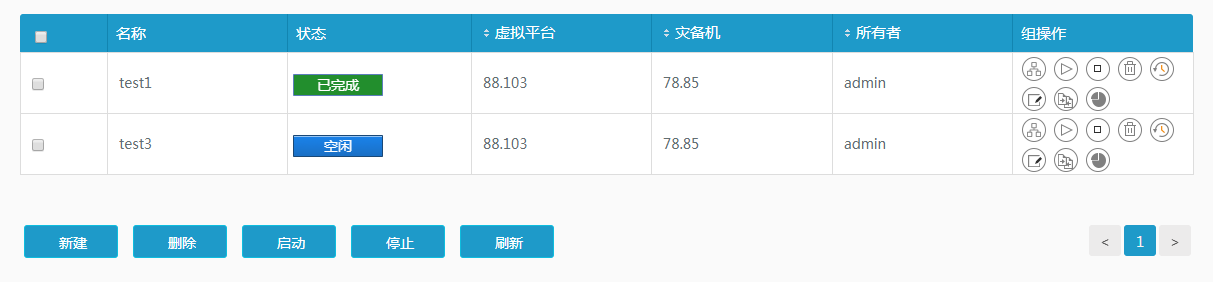 名称 状态 虚拟平台 灾备机 所有者 组操作
test1 已完成 88.103 78.85 admin
test3 空闲 88.103 78.85 admin
新建 删除 启动 停止 刷新 < 1 >